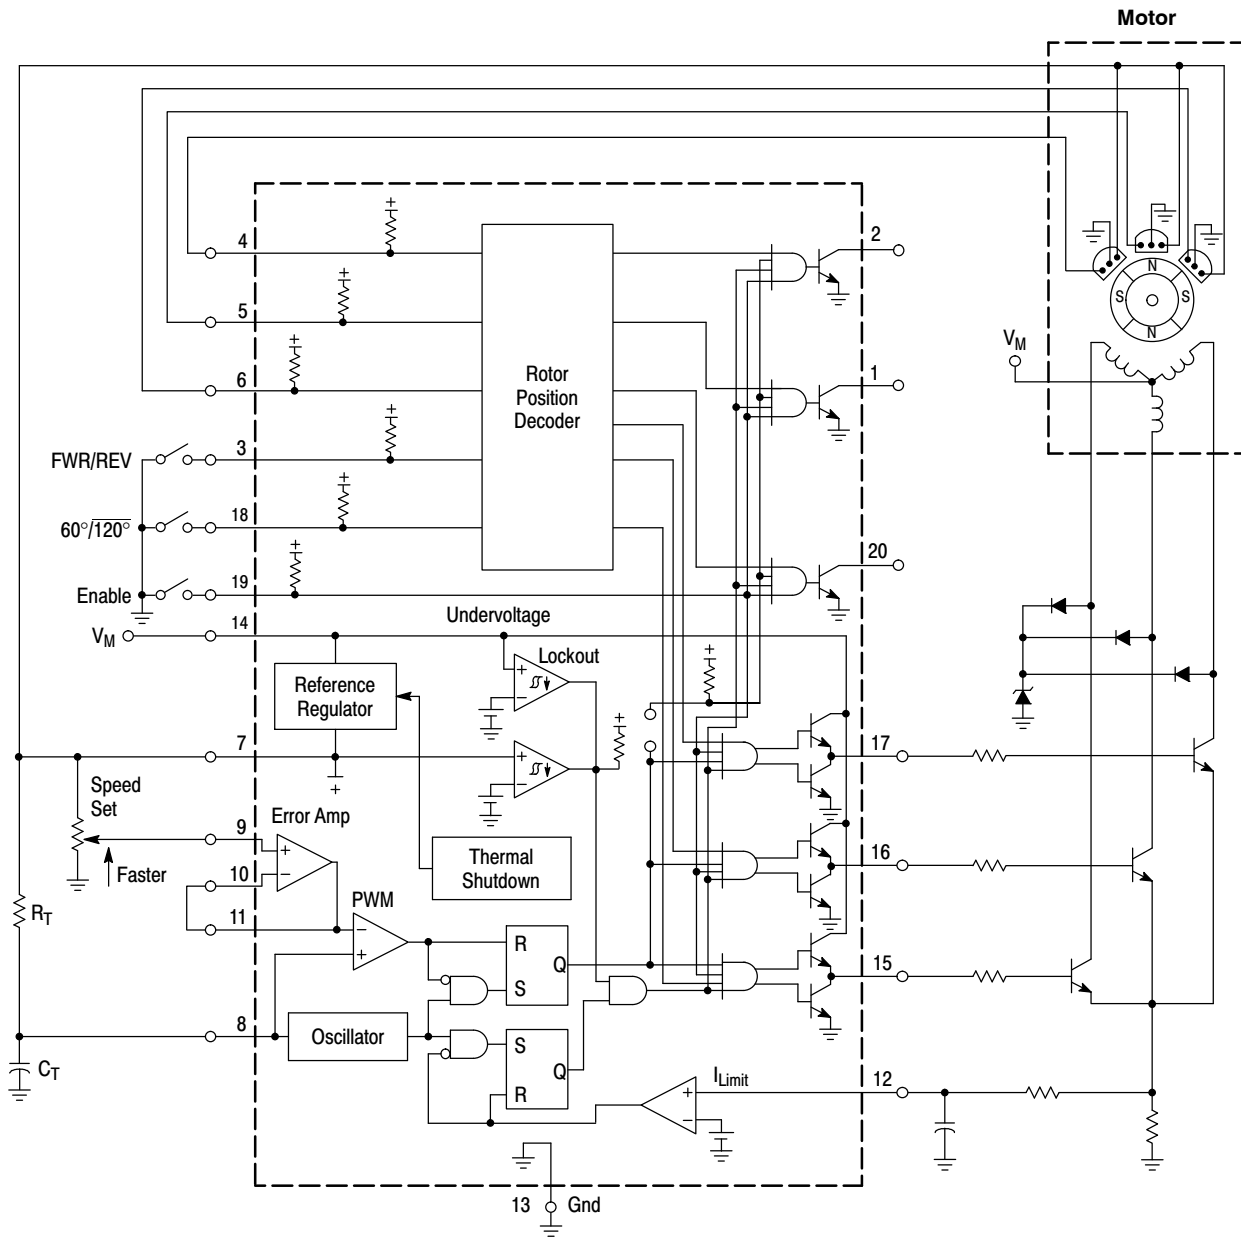 Motor
4
2
N
S
S
N
5
V_M
6
Rotor
Position
Decoder
1
FWR/REV
3
60°/120°
18
20
Enable
19
V_M
14
Undervoltage
Lockout
Reference
Regulator
7
17
Speed
Set
9
Error Amp
Faster
10
Thermal
Shutdown
16
R_T
11
PWM
R
Q
S
15
8
Oscillator
S
Q
R
C_T
I_Limit
12
13
Gnd